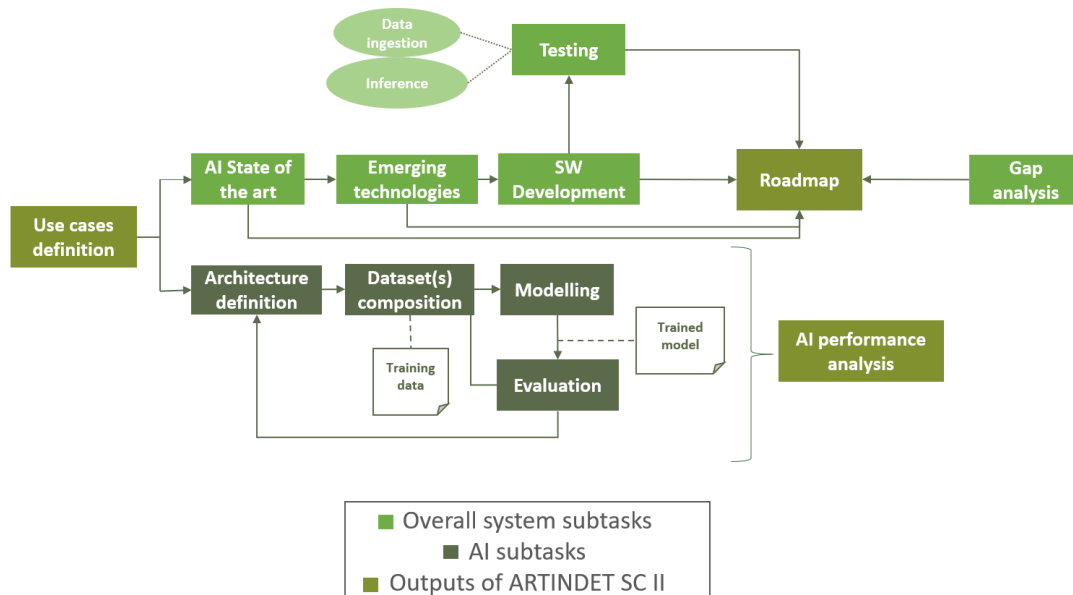 Data
ingestion
Inference
Testing
AI State of
the art
Emerging
technologies
SW
Development
Roadmap
Gap
analysis
Use cases
definition
Architecture
definition
Dataset(s)
composition
Modelling
Training
data
Trained
model
Evaluation
AI performance
analysis
Overall system subtasks
AI subtasks
Outputs of ARTINDET SC II